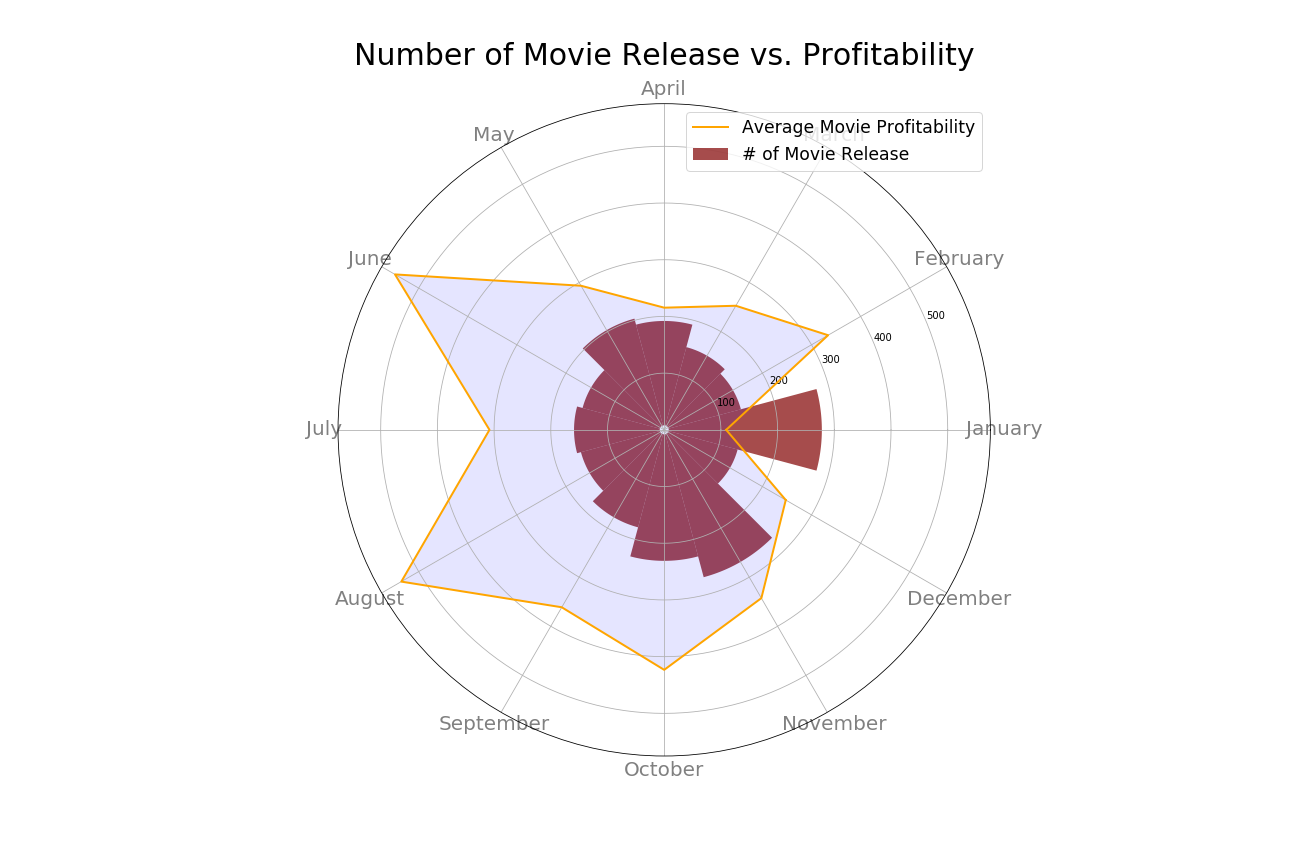 Number of Movie Release vs. Profitability
April
Average Movie Profitability
# of Movie Release
March
May
June
February
500
400
300
200
100
July
January
August
December
September
November
October